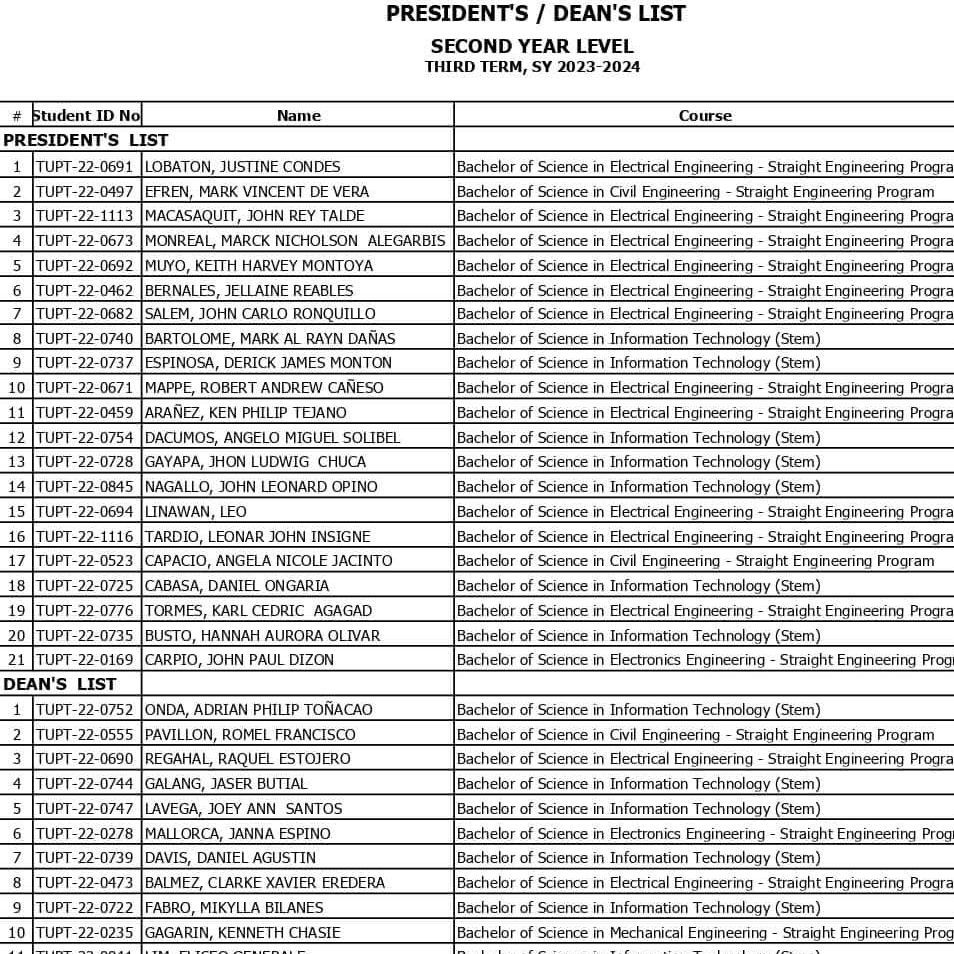 PRESIDENT'S / DEAN'S LIST
SECOND YEAR LEVEL
THIRD TERM, SY 2023-2024
# Student ID No Name Course
PRESIDENT'S LIST
1 TUPT-22-0691 LOBATON, JUSTINE CONDES Bachelor of Science in Electrical Engineering - Straight Engineering Progra
2 TUPT-22-0497 EFREN, MARK VINCENT DE VERA Bachelor of Science in Civil Engineering - Straight Engineering Program
3 TUPT-22-1113 MACASAQUIT, JOHN REY TALDE Bachelor of Science in Electrical Engineering - Straight Engineering Progra
4 TUPT-22-0673 MONREAL, MARCK NICHOLSON ALEGARBIS Bachelor of Science in Electrical Engineering - Straight Engineering Progra
5 TUPT-22-0692 MUYO, KEITH HARVEY MONTOYA Bachelor of Science in Electrical Engineering - Straight Engineering Progra
6 TUPT-22-0462 BERNALES, JELLAINE REABLES Bachelor of Science in Electrical Engineering - Straight Engineering Progra
7 TUPT-22-0682 SALEM, JOHN CARLO RONQUILLO Bachelor of Science in Electrical Engineering - Straight Engineering Progra
8 TUPT-22-0740 BARTOLOME, MARK AL RAYN DAÑAS Bachelor of Science in Information Technology (Stem)
9 TUPT-22-0737 ESPINOSA, DERICK JAMES MONTON Bachelor of Science in Information Technology (Stem)
10 TUPT-22-0671 MAPPE, ROBERT ANDREW CAÑESO Bachelor of Science in Electrical Engineering - Straight Engineering Progra
11 TUPT-22-0459 ARAÑEZ, KEN PHILIP TEJANO Bachelor of Science in Electrical Engineering - Straight Engineering Progra
12 TUPT-22-0754 DACUMOS, ANGELO MIGUEL SOLIBEL Bachelor of Science in Information Technology (Stem)
13 TUPT-22-0728 GAYAPA, JHON LUDWIG CHUCA Bachelor of Science in Information Technology (Stem)
14 TUPT-22-0845 NAGALLO, JOHN LEONARD OPINO Bachelor of Science in Information Technology (Stem)
15 TUPT-22-0694 LINAWAN, LEO Bachelor of Science in Electrical Engineering - Straight Engineering Progra
16 TUPT-22-1116 TARDIO, LEONAR JOHN INSIGNE Bachelor of Science in Electrical Engineering - Straight Engineering Progra
17 TUPT-22-0523 CAPACIO, ANGELA NICOLE JACINTO Bachelor of Science in Civil Engineering - Straight Engineering Program
18 TUPT-22-0725 CABASA, DANIEL ONGARIA Bachelor of Science in Information Technology (Stem)
19 TUPT-22-0776 TORMES, KARL CEDRIC AGAGAD Bachelor of Science in Electrical Engineering - Straight Engineering Progra
20 TUPT-22-0735 BUSTO, HANNAH AURORA OLIVAR Bachelor of Science in Information Technology (Stem)
21 TUPT-22-0169 CARPIO, JOHN PAUL DIZON Bachelor of Science in Electronics Engineering - Straight Engineering Progr
DEAN'S LIST
1 TUPT-22-0752 ONDA, ADRIAN PHILIP TOÑACAO Bachelor of Science in Information Technology (Stem)
2 TUPT-22-0555 PAVILLON, ROMEL FRANCISCO Bachelor of Science in Civil Engineering - Straight Engineering Program
3 TUPT-22-0690 REGAHAL, RAQUEL ESTOJERO Bachelor of Science in Electrical Engineering - Straight Engineering Progra
4 TUPT-22-0744 GALANG, JASER BUTIAL Bachelor of Science in Information Technology (Stem)
5 TUPT-22-0747 LAVEGA, JOEY ANN SANTOS Bachelor of Science in Information Technology (Stem)
6 TUPT-22-0278 MALLORCA, JANNA ESPINO Bachelor of Science in Electronics Engineering - Straight Engineering Progr
7 TUPT-22-0739 DAVIS, DANIEL AGUSTIN Bachelor of Science in Information Technology (Stem)
8 TUPT-22-0473 BALMEZ, CLARKE XAVIER EREDERA Bachelor of Science in Electrical Engineering - Straight Engineering Progra
9 TUPT-22-0722 FABRO, MIKYLLA BILANES Bachelor of Science in Information Technology (Stem)
10 TUPT-22-0235 GAGARIN, KENNETH CHASIE Bachelor of Science in Mechanical Engineering - Straight Engineering Prog
11 LIM, ELISEO GENERALE Bachelor of Science in Information Technology (Stem)